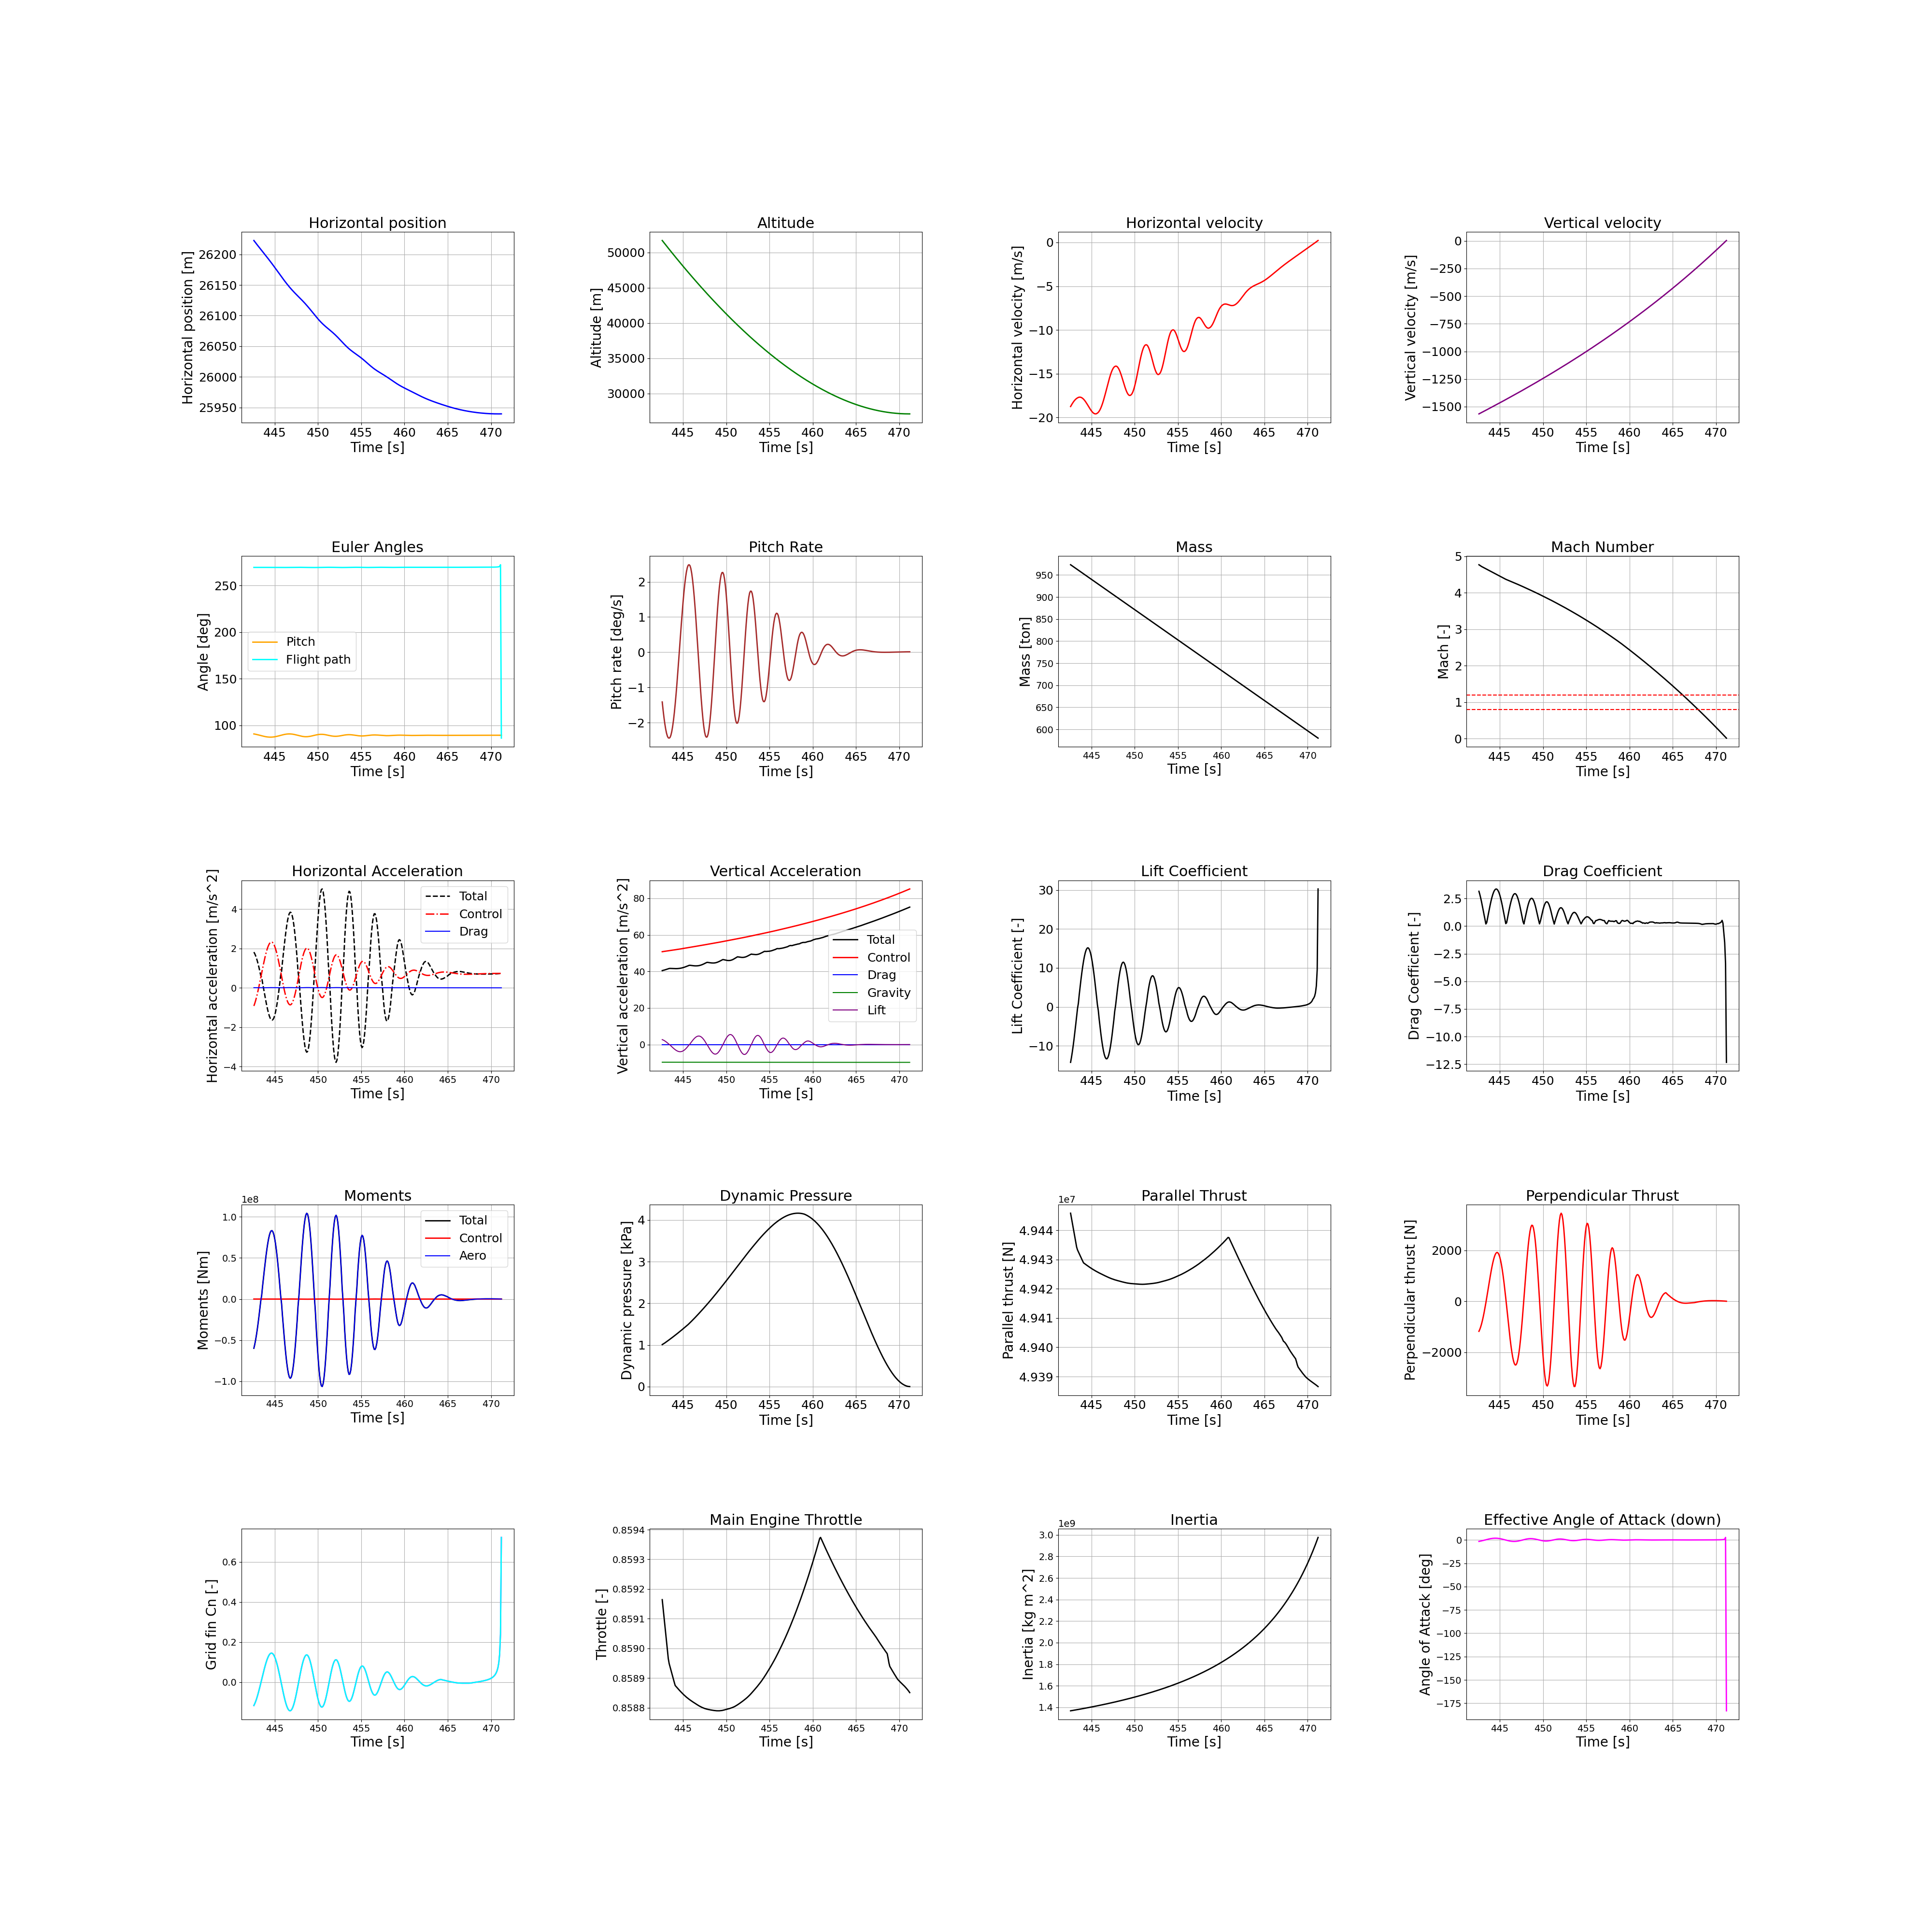 Horizontal position
Horizontal position [m]
26200
26150
26100
26050
26000
25950
445 450 455 460 465 470
Time [s]
Altitude
Altitude [m]
50000
45000
40000
35000
30000
445 450 455 460 465 470
Time [s]
Horizontal velocity
Horizontal velocity [m/s]
0
−5
−10
−15
−20
445 450 455 460 465 470
Time [s]
Vertical velocity
Vertical velocity [m/s]
0
−250
−500
−750
−1000
−1250
−1500
445 450 455 460 465 470
Time [s]
Euler Angles
Angle [deg]
250
200
150
100
Pitch
Flight path
445 450 455 460 465 470
Time [s]
Pitch Rate
Pitch rate [deg/s]
2
1
0
−1
−2
445 450 455 460 465 470
Time [s]
Mass
Mass [ton]
950
900
850
800
750
700
650
600
445 450 455 460 465 470
Time [s]
Mach Number
Mach [-]
5
4
3
2
1
0
445 450 455 460 465 470
Time [s]
Horizontal Acceleration
Horizontal acceleration [m/s^2]
4
2
0
−2
−4
Total
Control
Drag
445 450 455 460 465 470
Time [s]
Vertical Acceleration
Vertical acceleration [m/s^2]
80
60
40
20
0
Total
Control
Drag
Gravity
Lift
445 450 455 460 465 470
Time [s]
Lift Coefficient
Lift Coefficient [-]
30
20
10
0
−10
445 450 455 460 465 470
Time [s]
Drag Coefficient
Drag Coefficient [-]
2.5
0.0
−2.5
−5.0
−7.5
−10.0
−12.5
445 450 455 460 465 470
Time [s]
Moments
1e8
Moments [Nm]
1.0
0.5
0.0
−0.5
−1.0
Total
Control
Aero
445 450 455 460 465 470
Time [s]
Dynamic Pressure
Dynamic pressure [kPa]
4
3
2
1
0
445 450 455 460 465 470
Time [s]
Parallel Thrust
1e7
Parallel thrust [N]
4.944
4.943
4.942
4.941
4.940
4.939
445 450 455 460 465 470
Time [s]
Perpendicular Thrust
Perpendicular thrust [N]
2000
0
−2000
445 450 455 460 465 470
Time [s]
Grid fin Cn [-]
0.6
0.4
0.2
0.0
445 450 455 460 465 470
Time [s]
Main Engine Throttle
Throttle [-]
0.8594
0.8593
0.8592
0.8591
0.8590
0.8589
0.8588
445 450 455 460 465 470
Time [s]
Inertia
1e9
Inertia [kg m^2]
3.0
2.8
2.6
2.4
2.2
2.0
1.8
1.6
1.4
445 450 455 460 465 470
Time [s]
Effective Angle of Attack (down)
Angle of Attack [deg]
0
−25
−50
−75
−100
−125
−150
−175
445 450 455 460 465 470
Time [s]